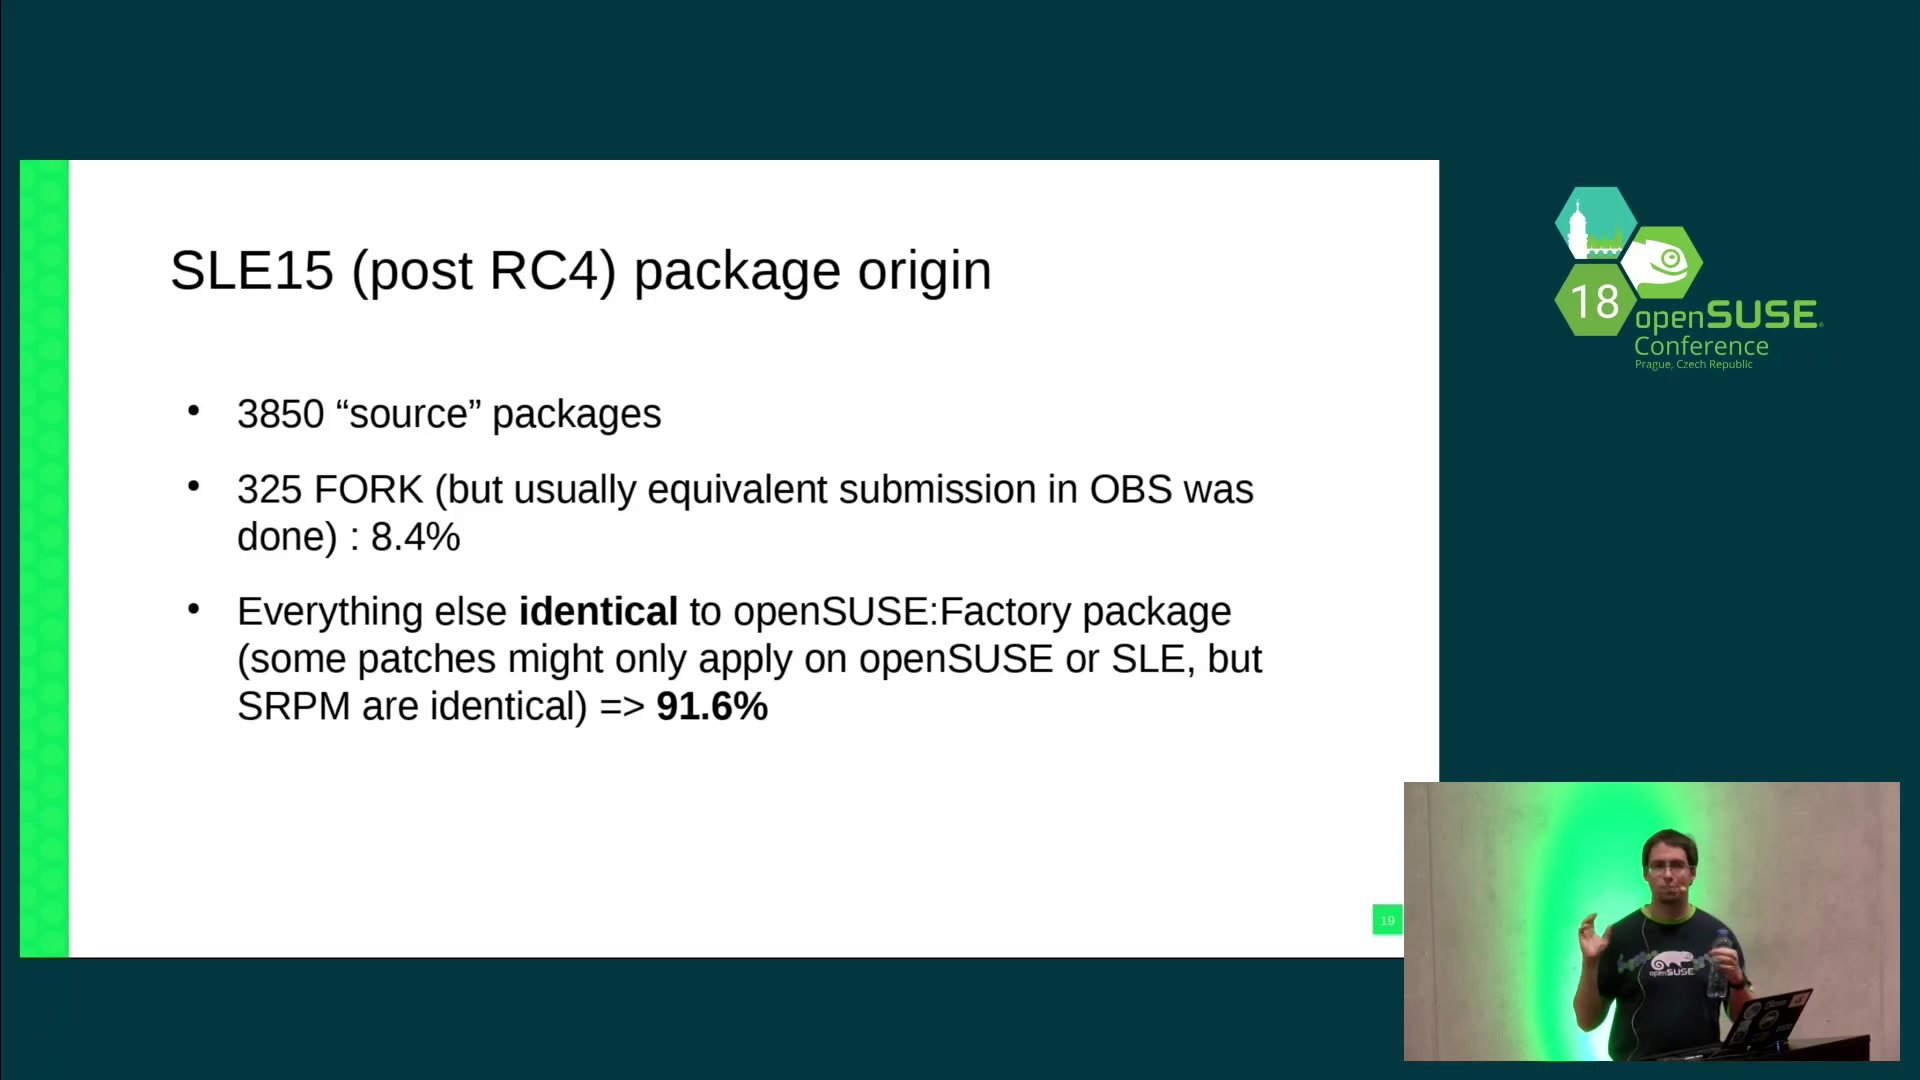 SLE15 (post RC4) package origin
• 3850 “source” packages
• 325 FORK (but usually equivalent submission in OBS was
done) : 8.4%
• Everything else identical to openSUSE:Factory package
(some patches might only apply on openSUSE or SLE, but
SRPM are identical) => 91.6%
19
18
openSUSE
Conference
Prague, Czech Republic
openSUSE